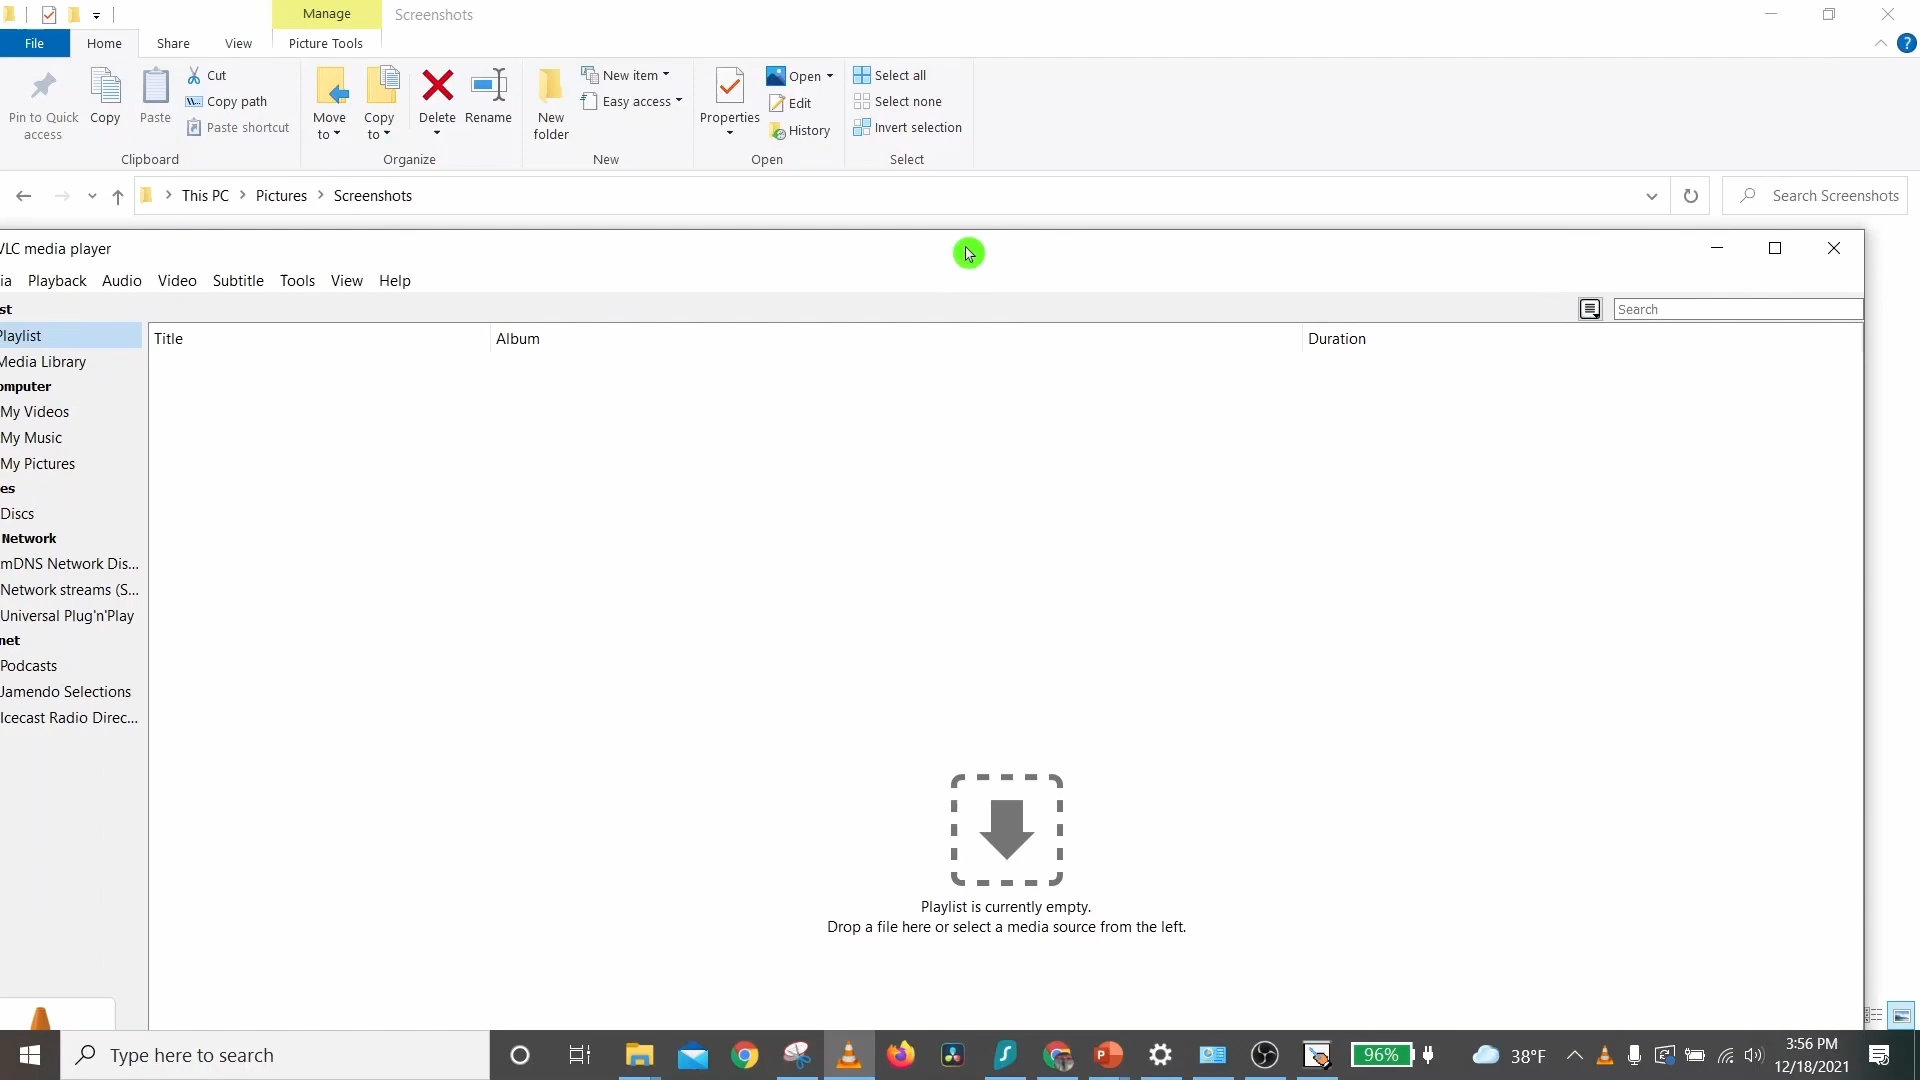 Manage
Screenshots
File
Home
Share
View
Picture Tools
?
Pin to Quick access
Copy
Paste
Cut
Copy path
Paste shortcut
Clipboard
Move to
Copy to
Delete
Rename
Organize
New folder
New item
Easy access
New
Properties
Open
Edit
History
Open
Select all
Select none
Invert selection
Select
This PC
Pictures
Screenshots
Search Screenshots
VLC media player
ia
Playback
Audio
Video
Subtitle
Tools
View
Help
st
Search
Playlist
Title
Album
Duration
Media Library
omputer
My Videos
My Music
My Pictures
es
Discs
Network
mDNS Network Dis...
Network streams (S...
Universal Plug'n'Play
net
Podcasts
Jamendo Selections
Icecast Radio Direc...
Playlist is currently empty.
Drop a file here or select a media source from the left.
Type here to search
96%
38°F
3:56 PM
12/18/2021